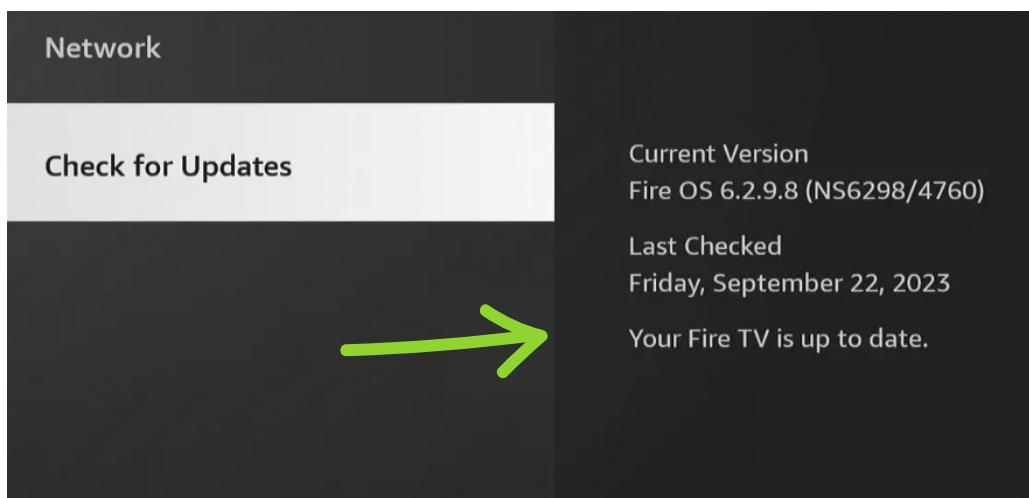 Network
Check for Updates
Current Version
Fire OS 6.2.9.8 (NS6298/4760)
Last Checked
Friday, September 22, 2023
Your Fire TV is up to date.